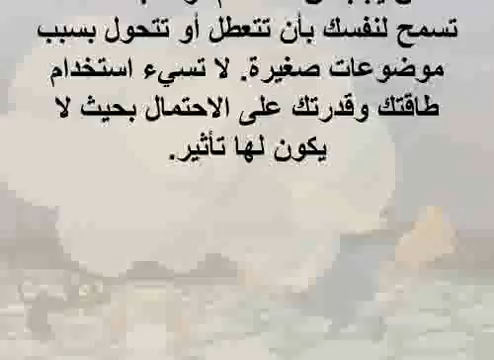 تسمح لنفسك بأن تتعطل أو تتحول بسبب
موضوعات صغيرة. لا تسيء استخدام
طاقتك وقدرتك على الاحتمال بحيث لا
يكون لها تأثير.